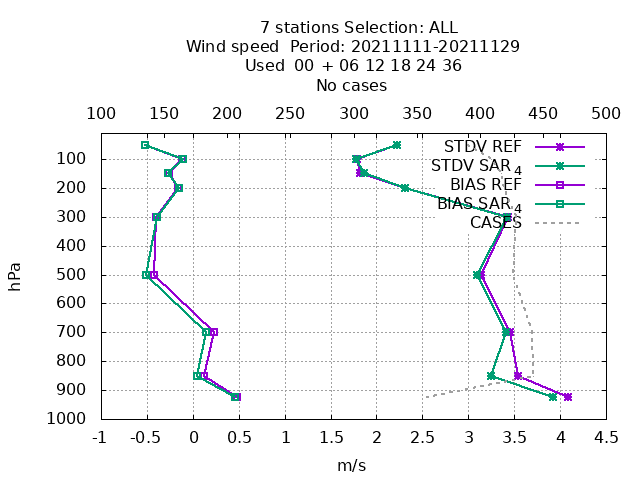 7 stations Selection: ALL
Wind speed  Period: 20211111-20211129
Used  00 + 06 12 18 24 36
No cases
100 150 200 250 300 350 400 450 500
STDV REF
STDV SAR4
BIAS REF
BIAS SAR4
CASES
100
200
300
400
500
600
700
800
900
1000
hPa
-1 -0.5 0 0.5 1 1.5 2 2.5 3 3.5 4 4.5
m/s